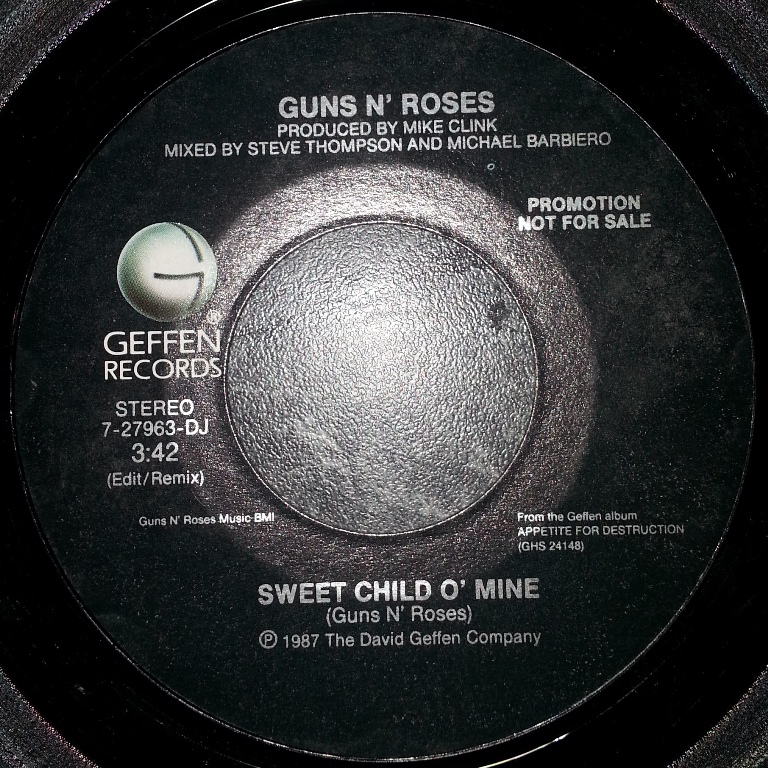 GUNS N' ROSES
PRODUCED BY MIKE CLINK
MIXED BY STEVE THOMPSON AND MICHAEL BARBIERO
PROMOTION
NOT FOR SALE
G
®
GEFFEN
RECORDS
STEREO
7-27963-DJ
3:42
(Edit/Remix)
Guns N' Roses Music BMI
From the Geffen album
APPETITE FOR DESTRUCTION
(GHS 24148)
SWEET CHILD O' MINE
(Guns N' Roses)
℗ 1987 The David Geffen Company